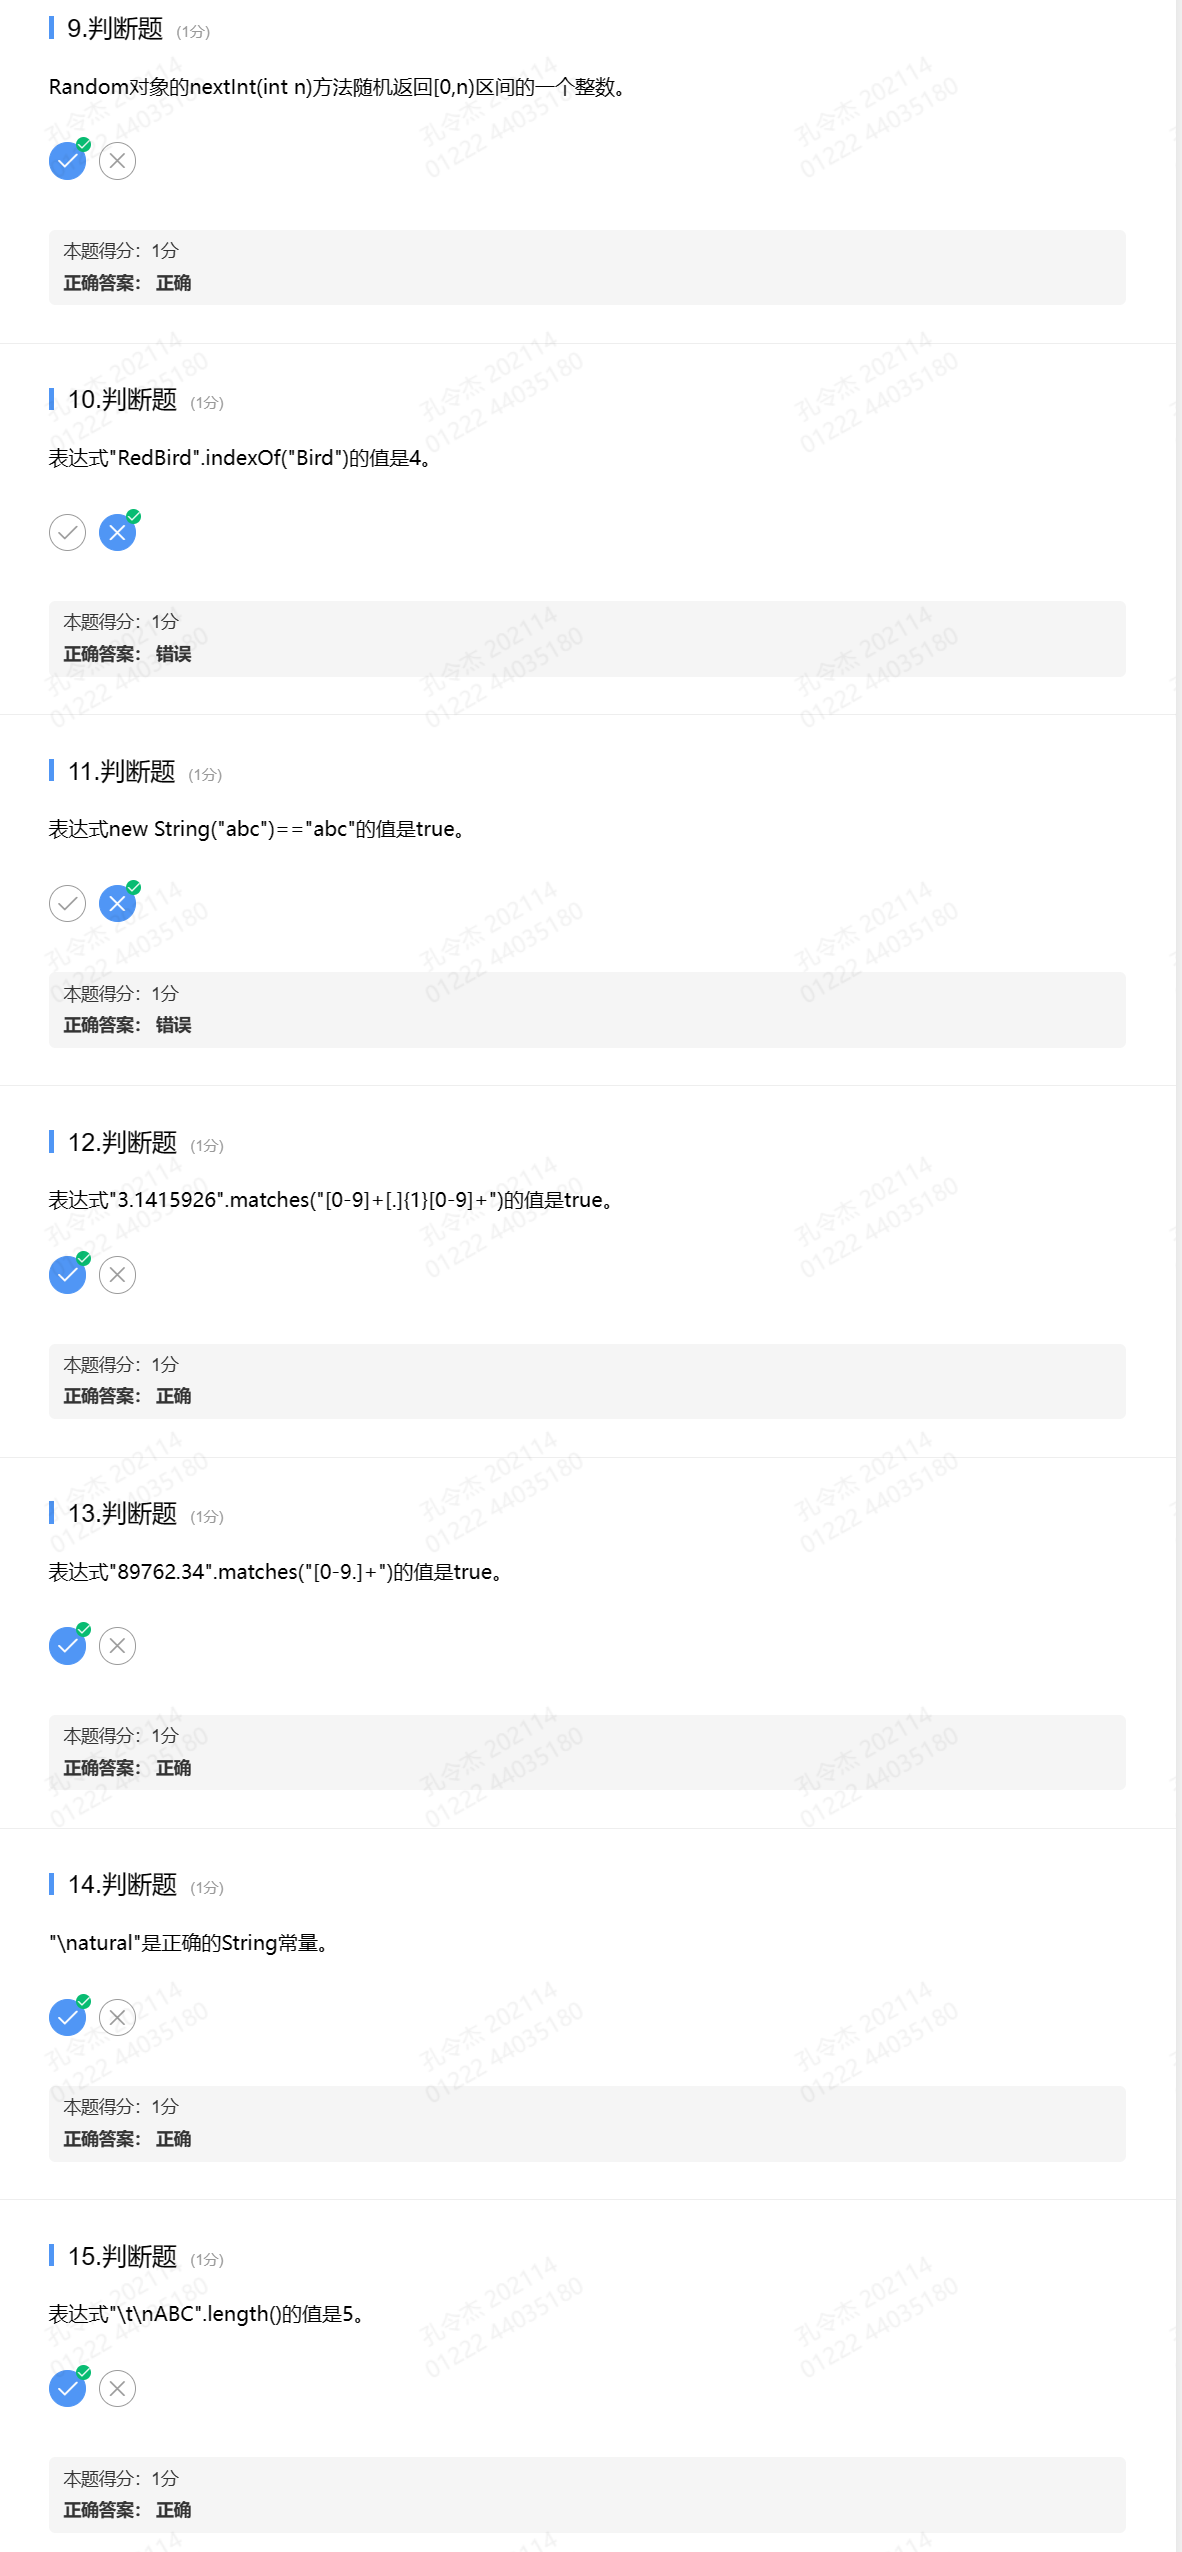 9.判断题 (1分)
Random对象的nextInt(int n)方法随机返回[0,n)区间的一个整数。
本题得分：1分
正确答案： 正确
10.判断题 (1分)
表达式"RedBird".indexOf("Bird")的值是4。
本题得分：1分
正确答案： 错误
11.判断题 (1分)
表达式new String("abc")=="abc"的值是true。
本题得分：1分
正确答案： 错误
12.判断题 (1分)
表达式"3.1415926".matches("[0-9]+[.]{1}[0-9]+")的值是true。
本题得分：1分
正确答案： 正确
13.判断题 (1分)
表达式"89762.34".matches("[0-9.]+")的值是true。
本题得分：1分
正确答案： 正确
14.判断题 (1分)
"\natural"是正确的String常量。
本题得分：1分
正确答案： 正确
15.判断题 (1分)
表达式"\t\nABC".length()的值是5。
本题得分：1分
正确答案： 正确
孔令杰 202114
01222 44035180